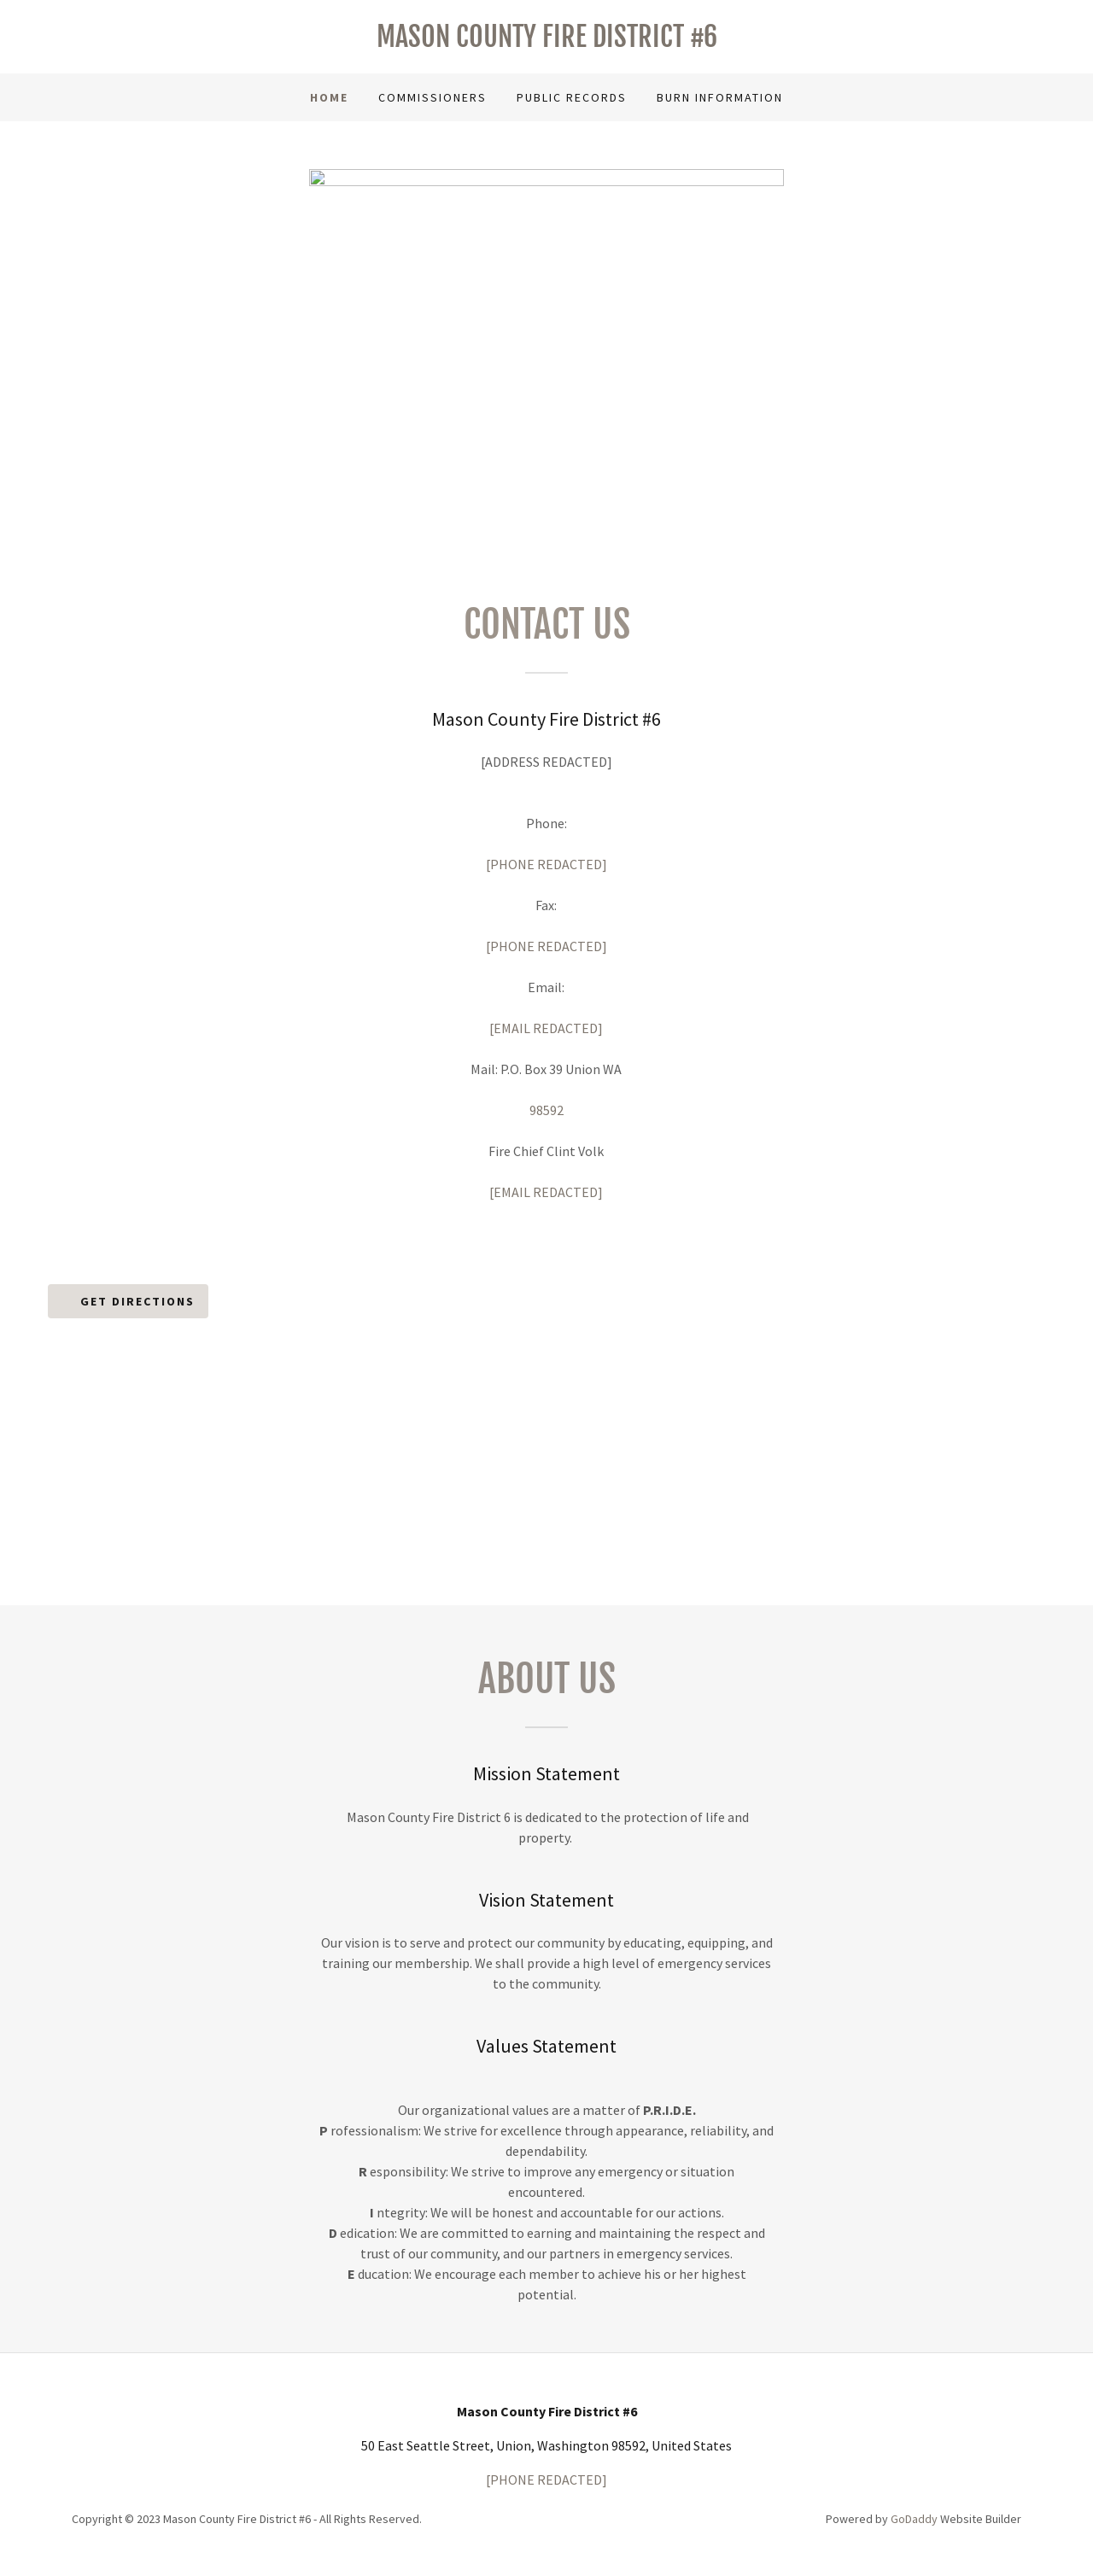 MASON COUNTY FIRE DISTRICT #6
HOME COMMISSIONERS PUBLIC RECORDS BURN INFORMATION
CONTACT US
Mason County Fire District #6
[ADDRESS REDACTED]
Phone:
[PHONE REDACTED]
Fax:
[PHONE REDACTED]
Email:
[EMAIL REDACTED]
Mail: P.O. Box 39 Union WA
98592
Fire Chief Clint Volk
[EMAIL REDACTED]
GET DIRECTIONS
ABOUT US
Mission Statement
Mason County Fire District 6 is dedicated to the protection of life and
property.
Vision Statement
Our vision is to serve and protect our community by educating, equipping, and
training our membership. We shall provide a high level of emergency services
to the community.
Values Statement
Our organizational values are a matter of P.R.I.D.E.
P rofessionalism: We strive for excellence through appearance, reliability, and
dependability.
R esponsibility: We strive to improve any emergency or situation
encountered.
I ntegrity: We will be honest and accountable for our actions.
D edication: We are committed to earning and maintaining the respect and
trust of our community, and our partners in emergency services.
E ducation: We encourage each member to achieve his or her highest
potential.
Mason County Fire District #6
50 East Seattle Street, Union, Washington 98592, United States
[PHONE REDACTED]
Copyright © 2023 Mason County Fire District #6 - All Rights Reserved.
Powered by GoDaddy Website Builder